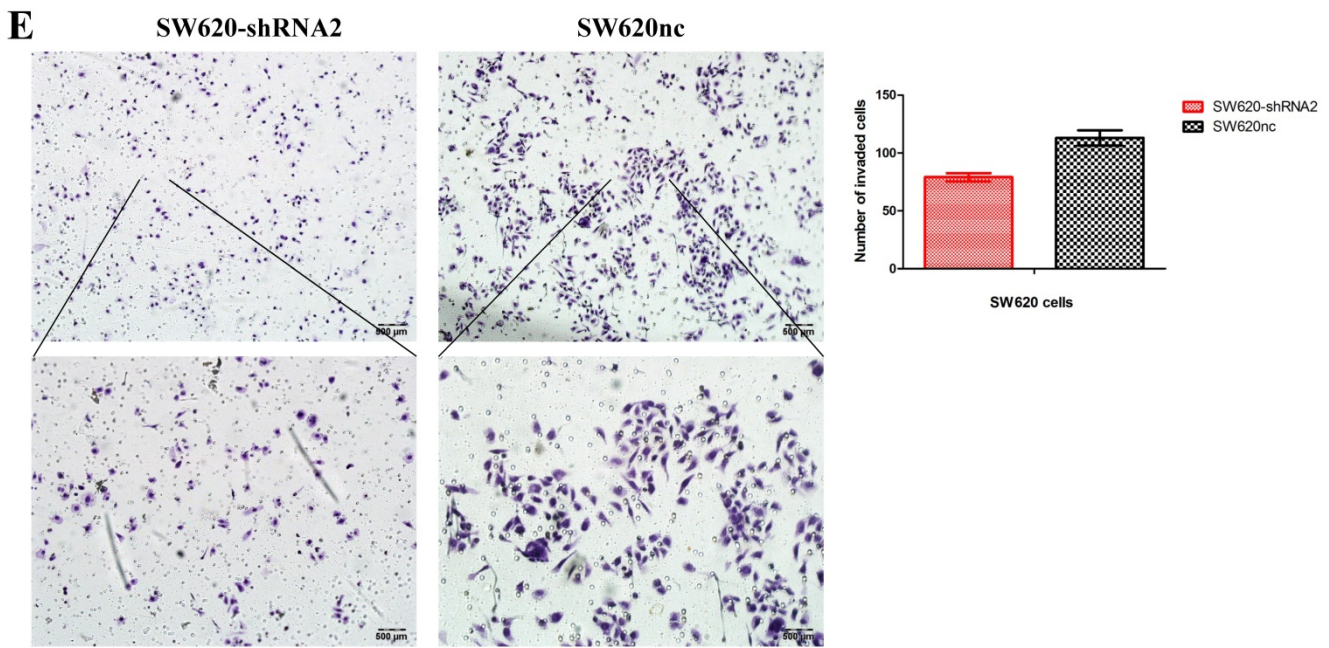 E
SW620-shRNA2
SW620nc
500 µm
500 µm
500 µm
500 µm
Number of invaded cells
150
100
50
0
SW620 cells
SW620-shRNA2
SW620nc